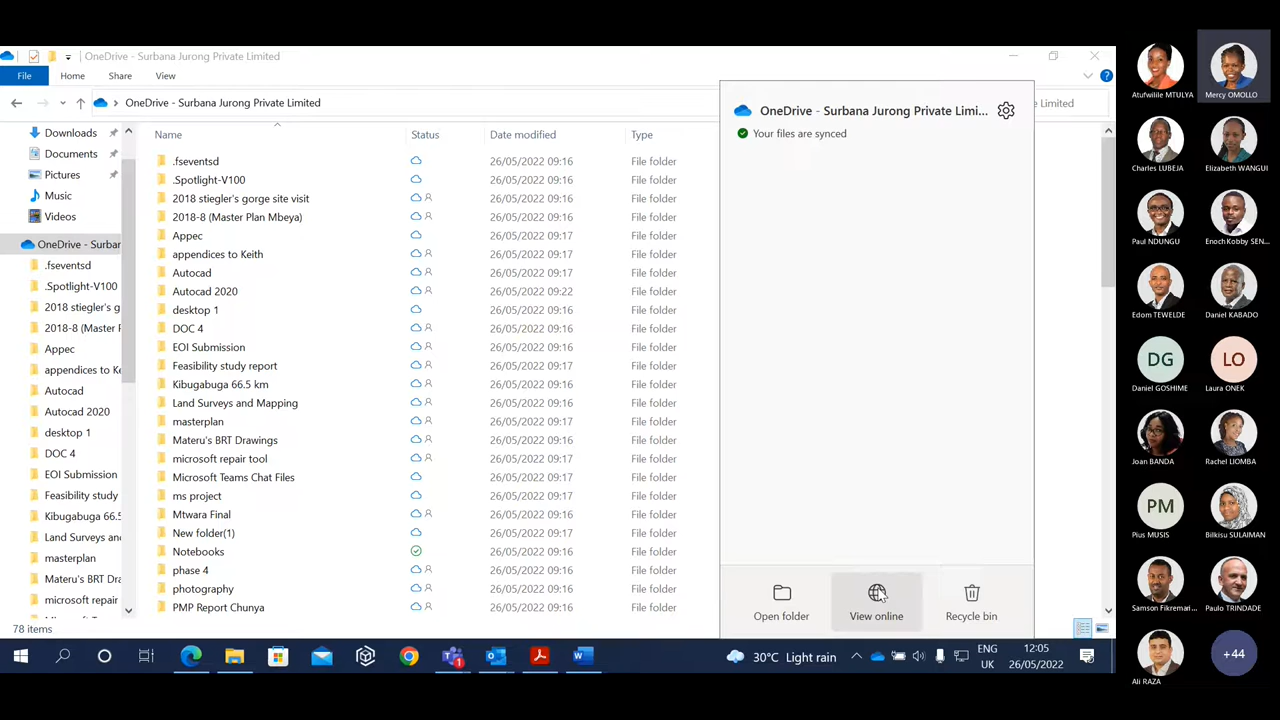 OneDrive - Surbana Jurong Private Limited
File Home Share View
OneDrive - Surbana Jurong Private Limited
e Limited
Name Status Date modified Type
Downloads
Documents
Pictures
Music
Videos
OneDrive - Surbar
.fseventsd
.Spotlight-V100
2018 stiegler's g
2018-8 (Master P
Appec
appendices to Ke
Autocad
Autocad 2020
desktop 1
DOC 4
EOI Submission
Feasibility study
Kibugabuga 66.5
Land Surveys and
masterplan
Materu's BRT Dra
microsoft repair
.fseventsd 26/05/2022 09:16 File folder
.Spotlight-V100 26/05/2022 09:16 File folder
2018 stiegler's gorge site visit 26/05/2022 09:16 File folder
2018-8 (Master Plan Mbeya) 26/05/2022 09:16 File folder
Appec 26/05/2022 09:17 File folder
appendices to Keith 26/05/2022 09:17 File folder
Autocad 26/05/2022 09:17 File folder
Autocad 2020 26/05/2022 09:22 File folder
desktop 1 26/05/2022 09:16 File folder
DOC 4 26/05/2022 09:16 File folder
EOI Submission 26/05/2022 09:16 File folder
Feasibility study report 26/05/2022 09:17 File folder
Kibugabuga 66.5 km 26/05/2022 09:16 File folder
Land Surveys and Mapping 26/05/2022 09:16 File folder
masterplan 26/05/2022 09:17 File folder
Materu's BRT Drawings 26/05/2022 09:16 File folder
microsoft repair tool 26/05/2022 09:17 File folder
Microsoft Teams Chat Files 26/05/2022 09:16 File folder
ms project 26/05/2022 09:17 File folder
Mtwara Final 26/05/2022 09:16 File folder
New folder(1) 26/05/2022 09:17 File folder
Notebooks 26/05/2022 09:16 File folder
phase 4 26/05/2022 09:16 File folder
photography 26/05/2022 09:17 File folder
PMP Report Chunya 26/05/2022 09:16 File folder
78 items
OneDrive - Surbana Jurong Private Limi...
Your files are synced
Open folder View online Recycle bin
30°C Light rain
ENG
UK
12:05
26/05/2022
1
Atufwilile MTULYA Mercy OMOLLO
Charles LUBEJA Elizabeth WANGUI
Paul NDUNGU Enoch Kobby SEN...
Edom TEWELDE Daniel KABADO
DG LO
Daniel GOSHIME Laura ONEK
Joan BANDA Rachel LIOMBA
PM
Pius MUSIS Bilkisu SULAIMAN
Samson Fikremari... Paulo TRINDADE
+44
Ali RAZA